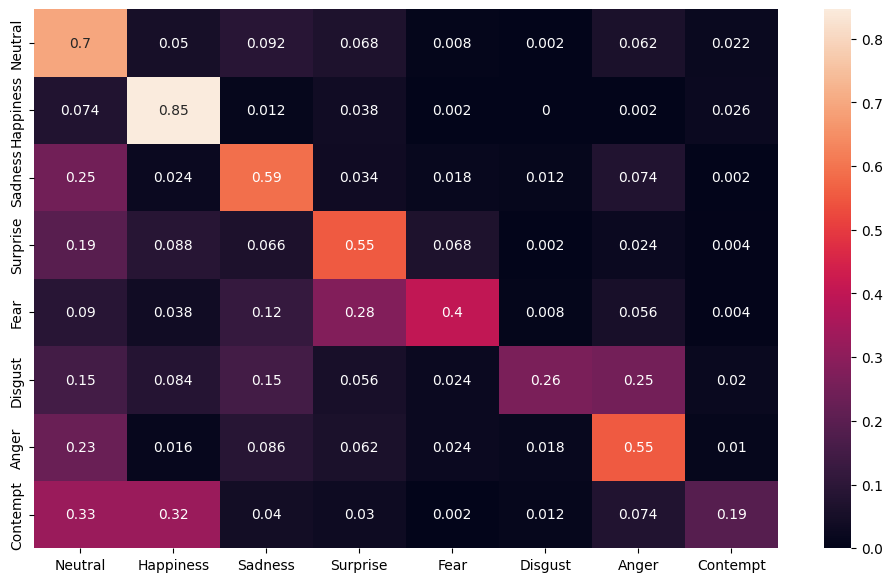 Neutral 0.7 0.05 0.092 0.068 0.008 0.002 0.062 0.022
Happiness 0.074 0.85 0.012 0.038 0.002 0 0.002 0.026
Sadness 0.25 0.024 0.59 0.034 0.018 0.012 0.074 0.002
Surprise 0.19 0.088 0.066 0.55 0.068 0.002 0.024 0.004
Fear 0.09 0.038 0.12 0.28 0.4 0.008 0.056 0.004
Disgust 0.15 0.084 0.15 0.056 0.024 0.26 0.25 0.02
Anger 0.23 0.016 0.086 0.062 0.024 0.018 0.55 0.01
Contempt 0.33 0.32 0.04 0.03 0.002 0.012 0.074 0.19
Neutral Happiness Sadness Surprise Fear Disgust Anger Contempt
0.8
0.7
0.6
0.5
0.4
0.3
0.2
0.1
0.0